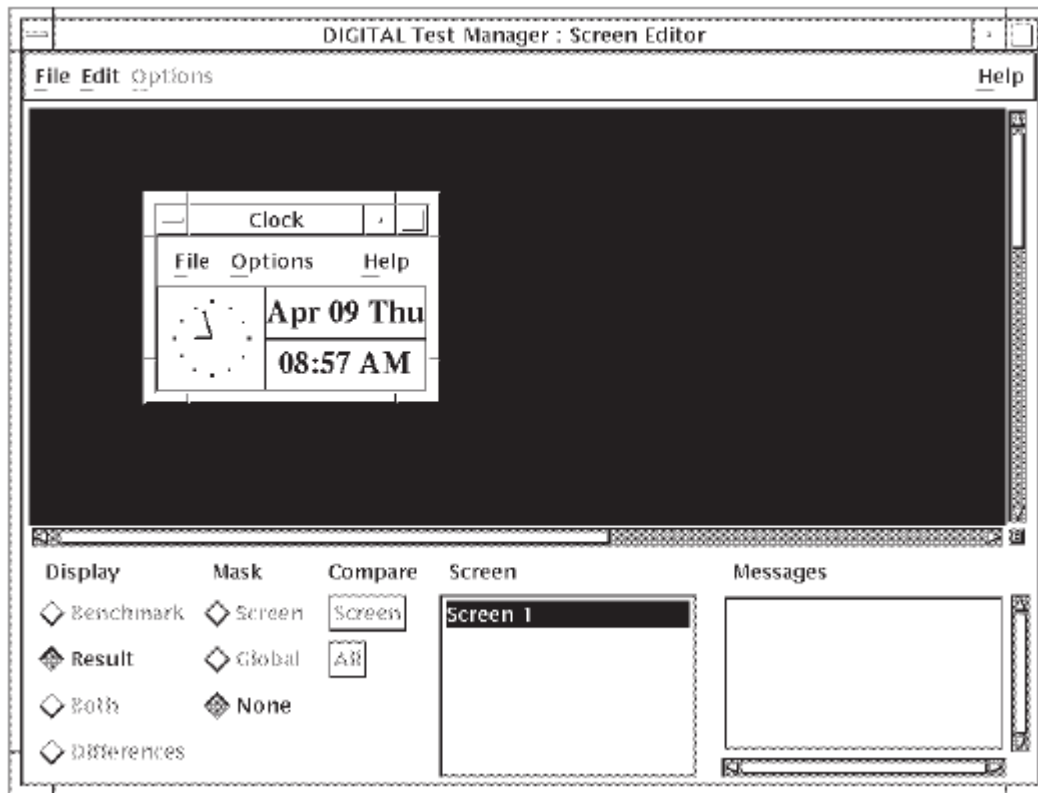 DIGITAL Test Manager : Screen Editor
File Edit Options Help
Clock
File Options Help
Apr 09 Thu
08:57 AM
Display Mask Compare Screen Messages
Benchmark Screen Screen Screen 1
Result Global All
Both None
Differences